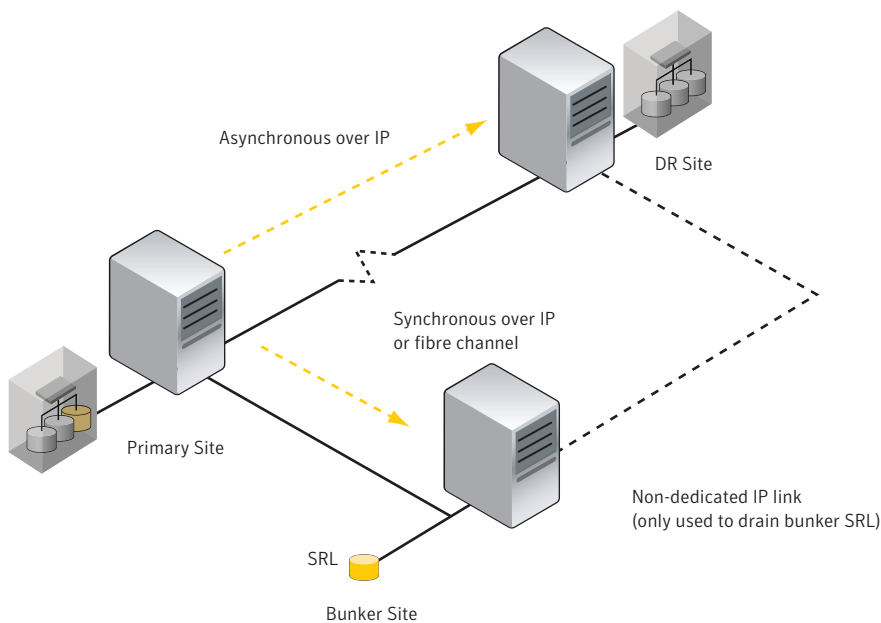 Asynchronous over IP
DR Site
Synchronous over IP
or fibre channel
Primary Site
Non-dedicated IP link
(only used to drain bunker SRL)
SRL
Bunker Site